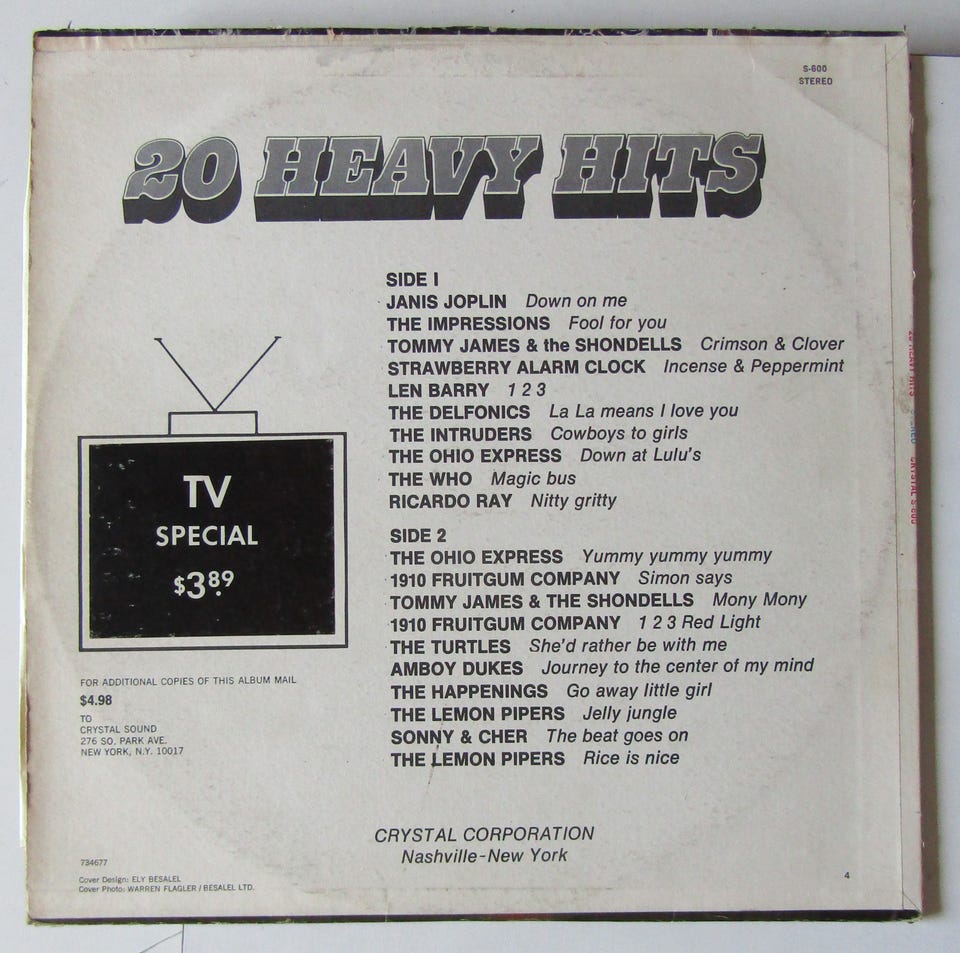 S-600
STEREO
20 HEAVY HITS
SIDE I
JANIS JOPLIN Down on me
THE IMPRESSIONS Fool for you
TOMMY JAMES & the SHONDELLS Crimson & Clover
STRAWBERRY ALARM CLOCK Incense & Peppermint
LEN BARRY 1 2 3
THE DELFONICS La La means I love you
THE INTRUDERS Cowboys to girls
THE OHIO EXPRESS Down at Lulu's
THE WHO Magic bus
RICARDO RAY Nitty gritty
SIDE 2
THE OHIO EXPRESS Yummy yummy yummy
1910 FRUITGUM COMPANY Simon says
TOMMY JAMES & THE SHONDELLS Mony Mony
1910 FRUITGUM COMPANY 1 2 3 Red Light
THE TURTLES She'd rather be with me
AMBOY DUKES Journey to the center of my mind
THE HAPPENINGS Go away little girl
THE LEMON PIPERS Jelly jungle
SONNY & CHER The beat goes on
THE LEMON PIPERS Rice is nice
TV
SPECIAL
$3.89
FOR ADDITIONAL COPIES OF THIS ALBUM MAIL
$4.98
TO
CRYSTAL SOUND
276 SO. PARK AVE.
NEW YORK, N.Y. 10017
CRYSTAL CORPORATION
Nashville-New York
734677
Cover Design: ELY BESALEL
Cover Photo: WARREN FLAGLER / BESALEL LTD.
4